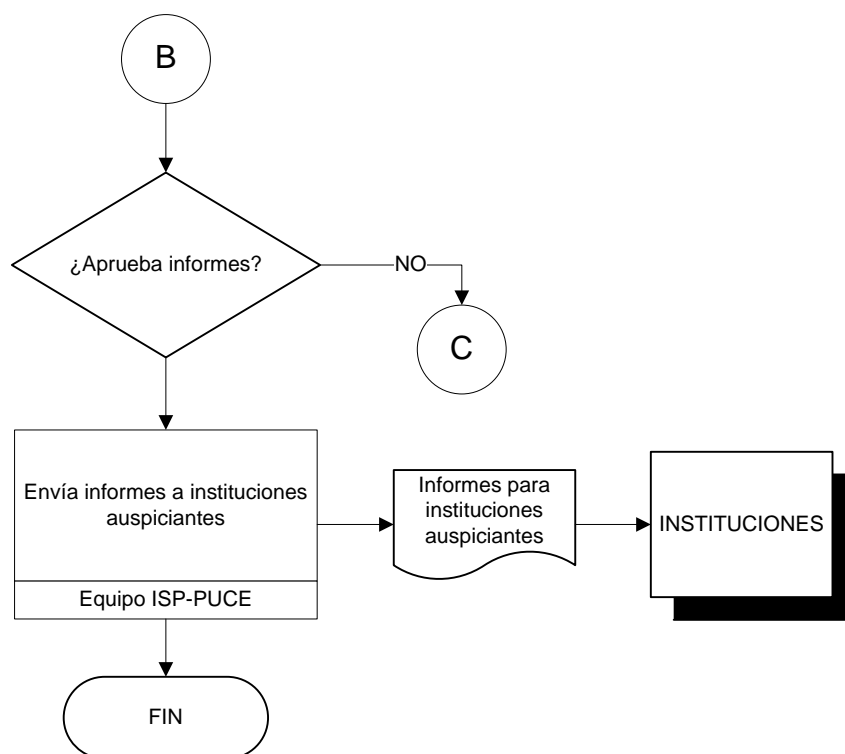 B
¿Aprueba informes?
NO
C
Envía informes a instituciones
auspiciantes
Equipo ISP-PUCE
Informes para
instituciones
auspiciantes
INSTITUCIONES
FIN